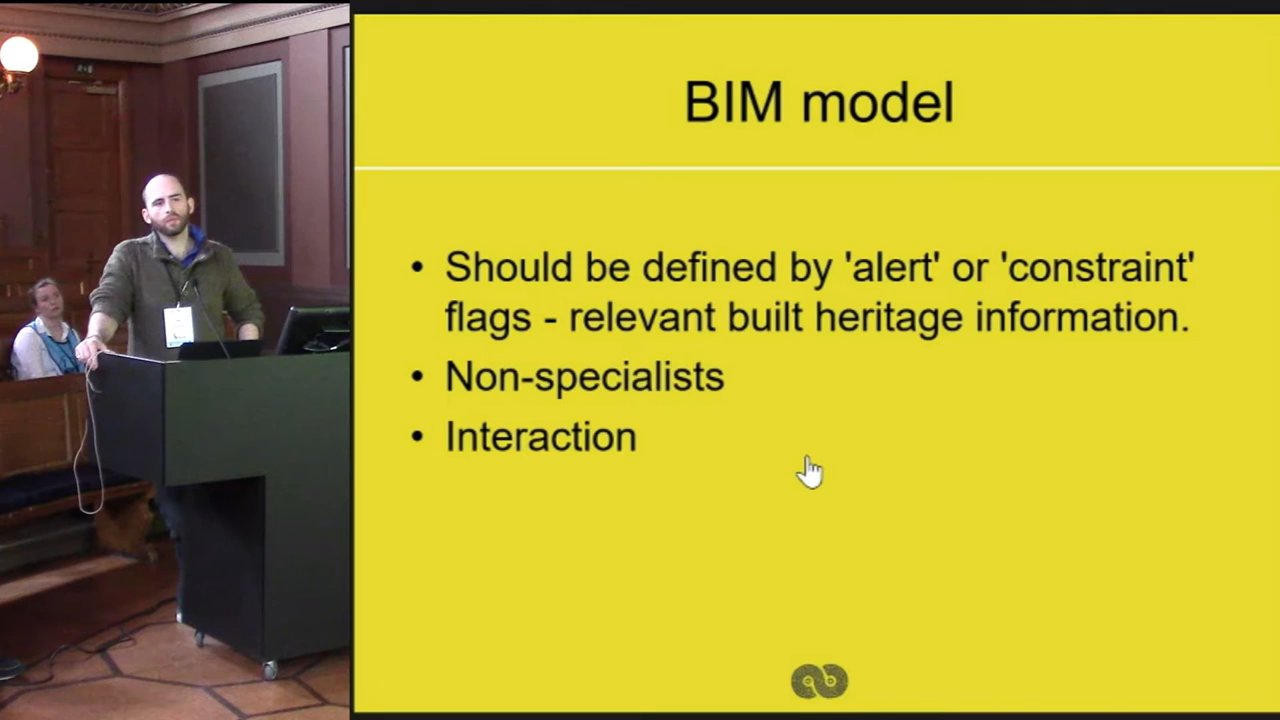 BIM model
• Should be defined by 'alert' or 'constraint'
flags - relevant built heritage information.
• Non-specialists
• Interaction